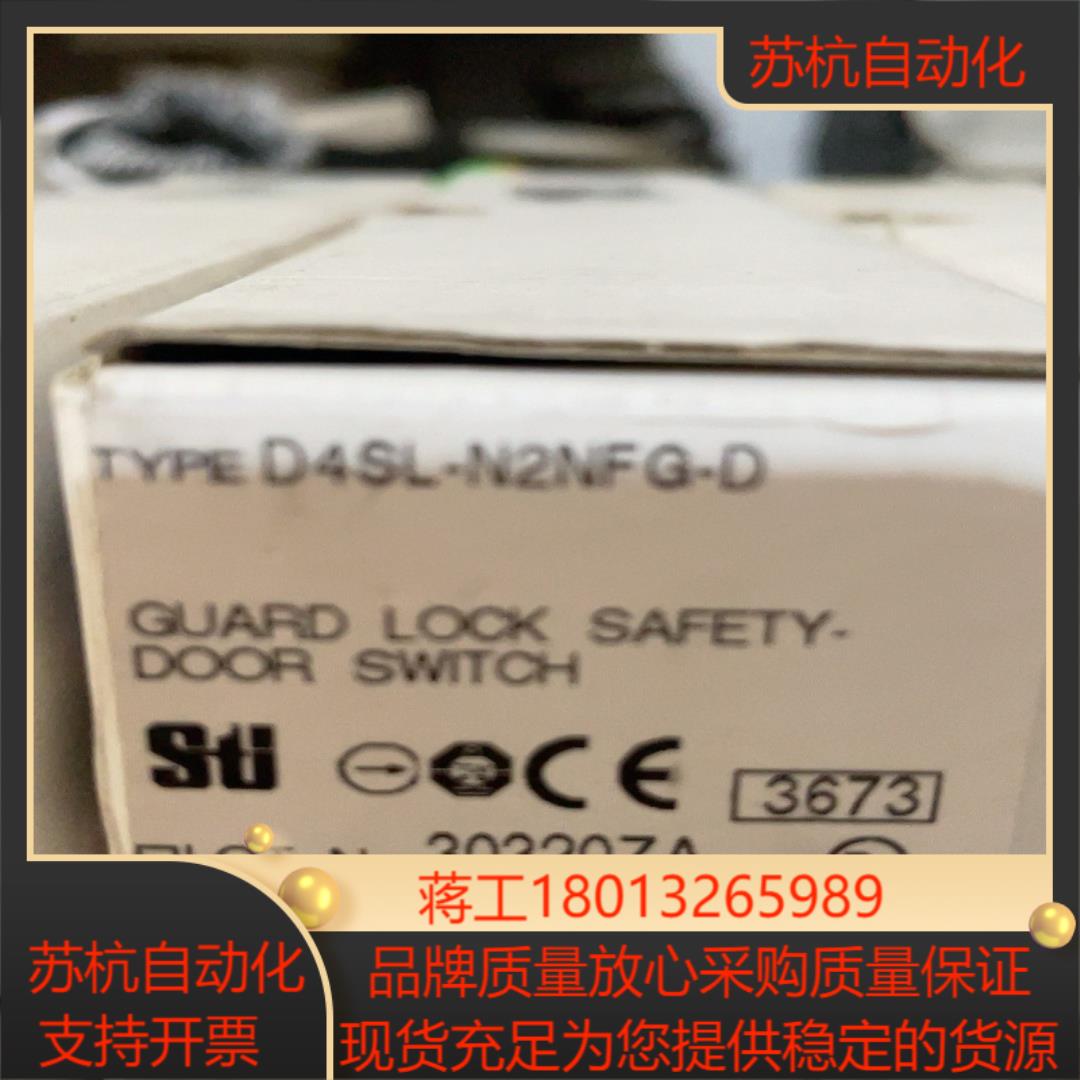 苏杭自动化
TYPE D4SL-N2NFG-D
GUARD LOCK SAFETY-
DOOR SWITCH
Sti
CE
3673
蒋工18013265989
苏杭自动化
支持开票
品牌质量放心采购质量保证
现货充足为您提供稳定的货源